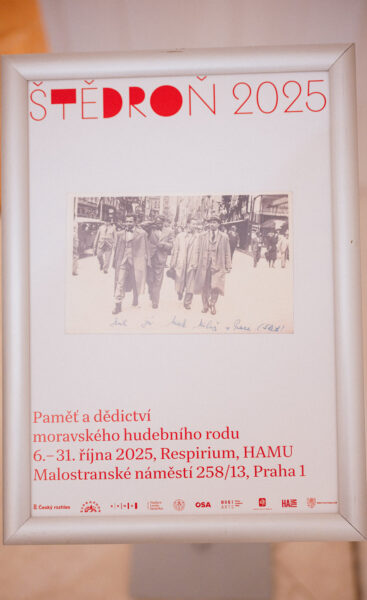 ŠTĚDROŇ 2025
Paměť a dědictví
moravského hudebního rodu
6.–31. října 2025, Respirium, HAMU
Malostranské náměstí 258/13, Praha 1
Český rozhlas
OSA